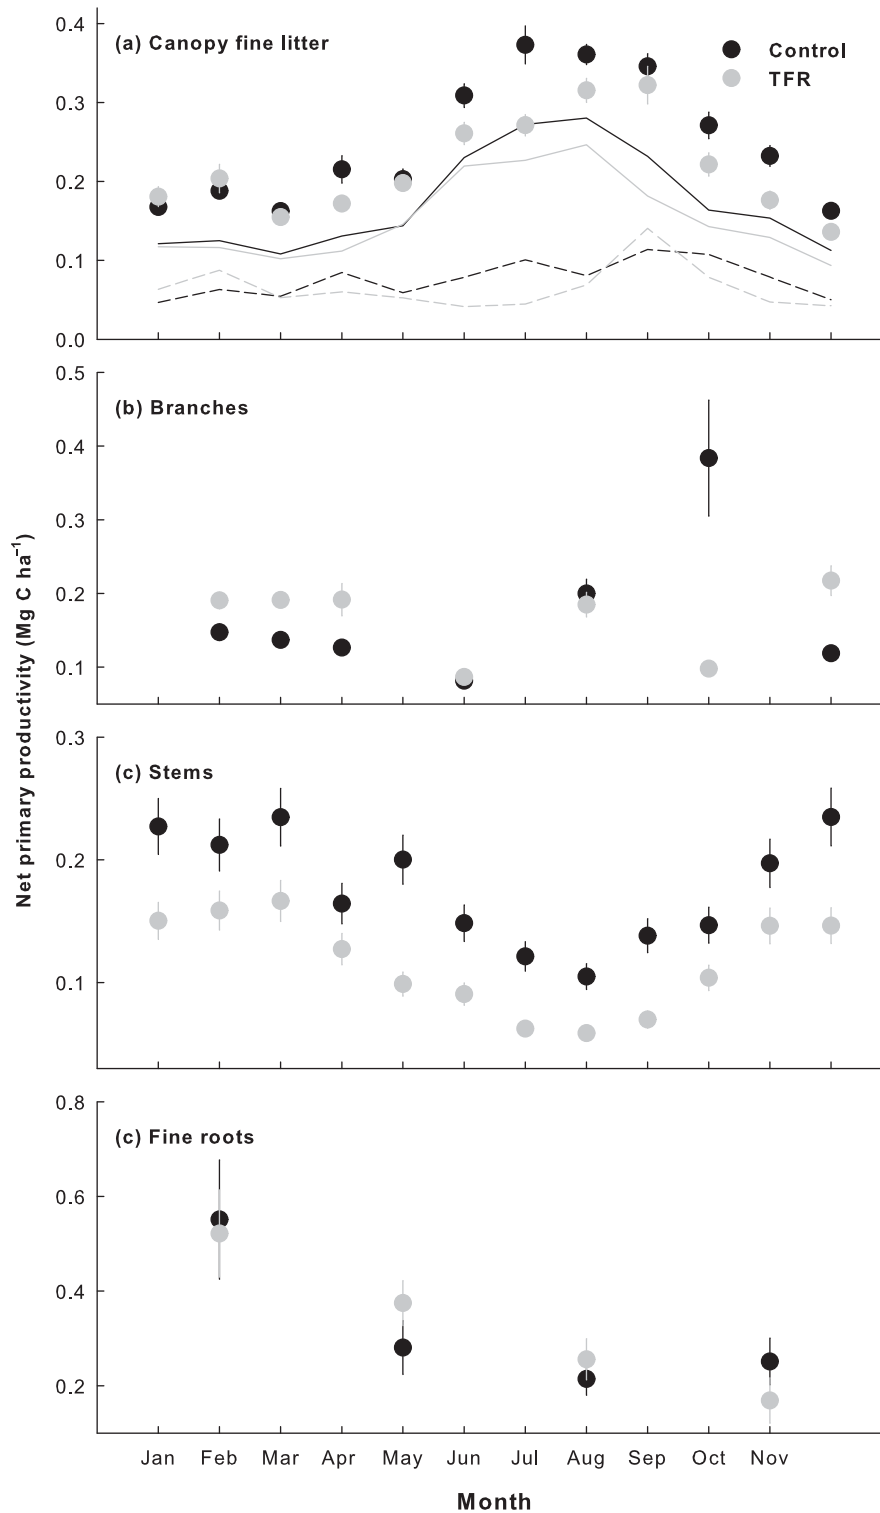 0.4
(a) Canopy fine litter
Control
TFR
0.3
0.2
0.1
0.0
0.5
(b) Branches
0.4
0.3
0.2
0.1
Net primary productivity (Mg C ha⁻¹)
0.3
(c) Stems
0.2
0.1
0.8
(c) Fine roots
0.6
0.4
0.2
Jan Feb Mar Apr May Jun Jul Aug Sep Oct Nov
Month